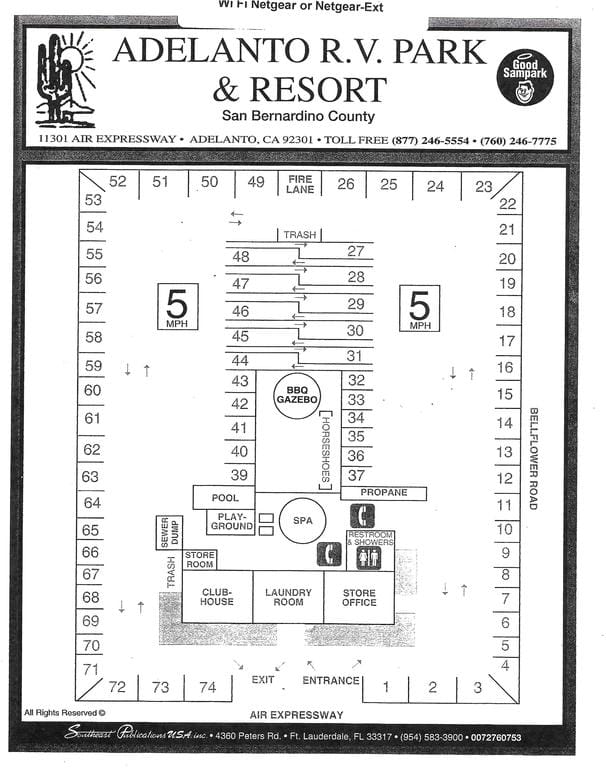 Wi Fi Netgear or Netgear-Ext
ADELANTO R.V. PARK
& RESORT
Good
Sampark
San Bernardino County
11301 AIR EXPRESSWAY • ADELANTO, CA 92301 • TOLL FREE (877) 246-5554 • (760) 246-7775
52 51 50 49 FIRE LANE 26 25 24 23
53 22
54 21
TRASH
55 48 27 20
56 47 28 19
5 MPH 5 MPH
57 46 29 18
58 45 30 17
59 44 31 16
60 43 BBQ GAZEBO 32 15
61 42 33 14
41 HORSESHOES 34
62 40 35 13
36
63 39 37 12
BELLFLOWER ROAD
64 POOL PROPANE 11
65 SEWER DUMP PLAY-GROUND SPA 10
RESTROOM & SHOWERS
66 STORE ROOM 9
67 TRASH 8
68 CLUB-HOUSE LAUNDRY ROOM STORE OFFICE 7
69 6
70 5
71 4
EXIT ENTRANCE
72 73 74 1 2 3
All Rights Reserved ©
AIR EXPRESSWAY
Southeast Publications USA, inc. • 4360 Peters Rd. • Ft. Lauderdale, FL 33317 • (954) 583-3900 • 0072760753